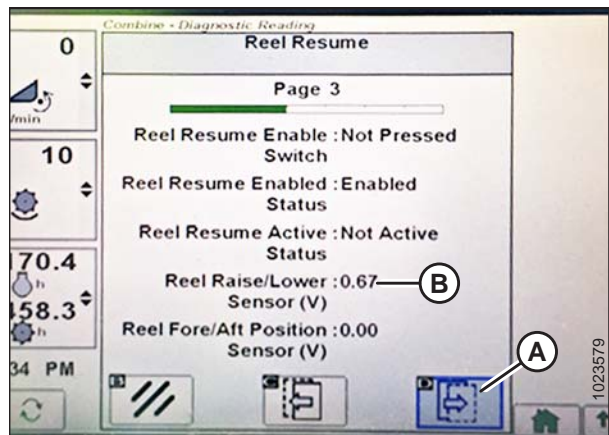 Combine - Diagnostic Reading
Reel Resume
Page 3
Reel Resume Enable : Not Pressed
Switch
Reel Resume Enabled : Enabled
Status
Reel Resume Active : Not Active
Status
Reel Raise/Lower : 0.67
Sensor (V)
Reel Fore/Aft Position : 0.00
Sensor (V)
0
/min
10
170.4
h
458.3
h
34 PM
B
A
1023579